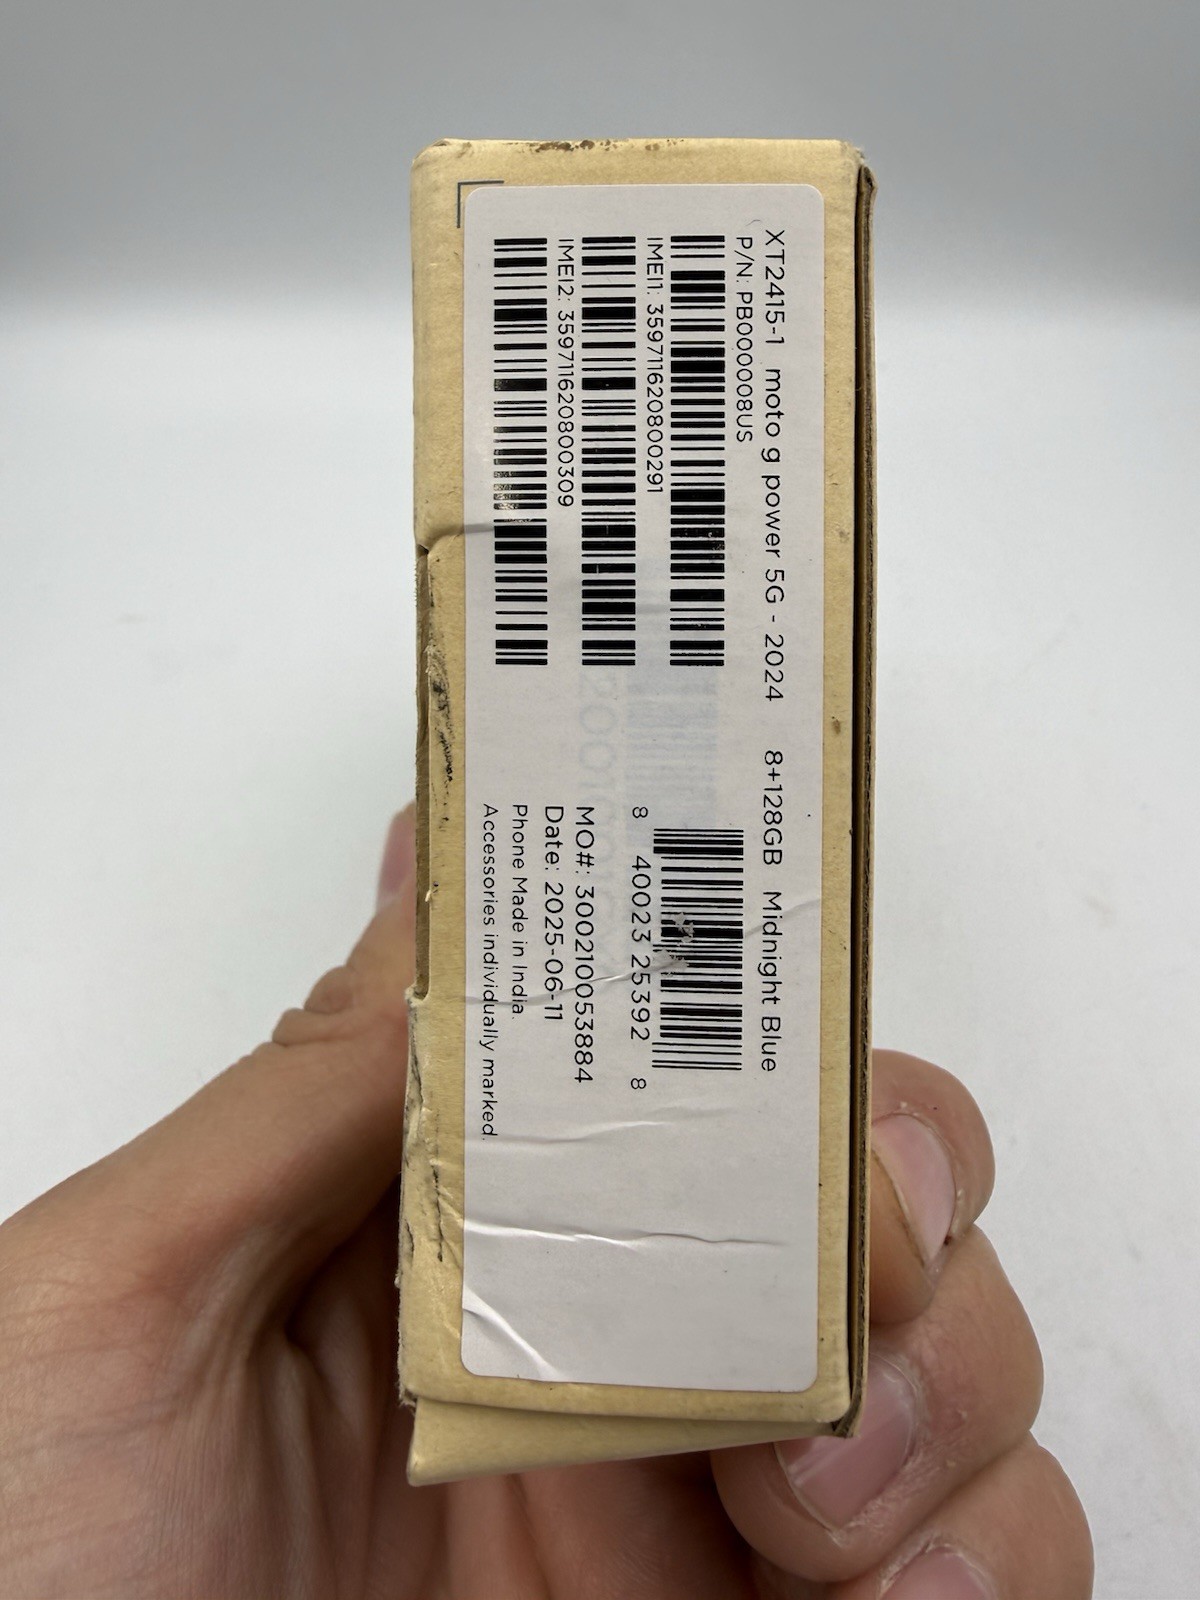 XT2415-1 moto g power 5G - 2024 8+128GB Midnight Blue
P/N: PB000008US
IMEI1: 359711620800291
IMEI2: 359711620800309
8 40023 25392 8
MO#: 300210053884
Date: 2025-06-11
Phone Made in India.
Accessories individually marked.